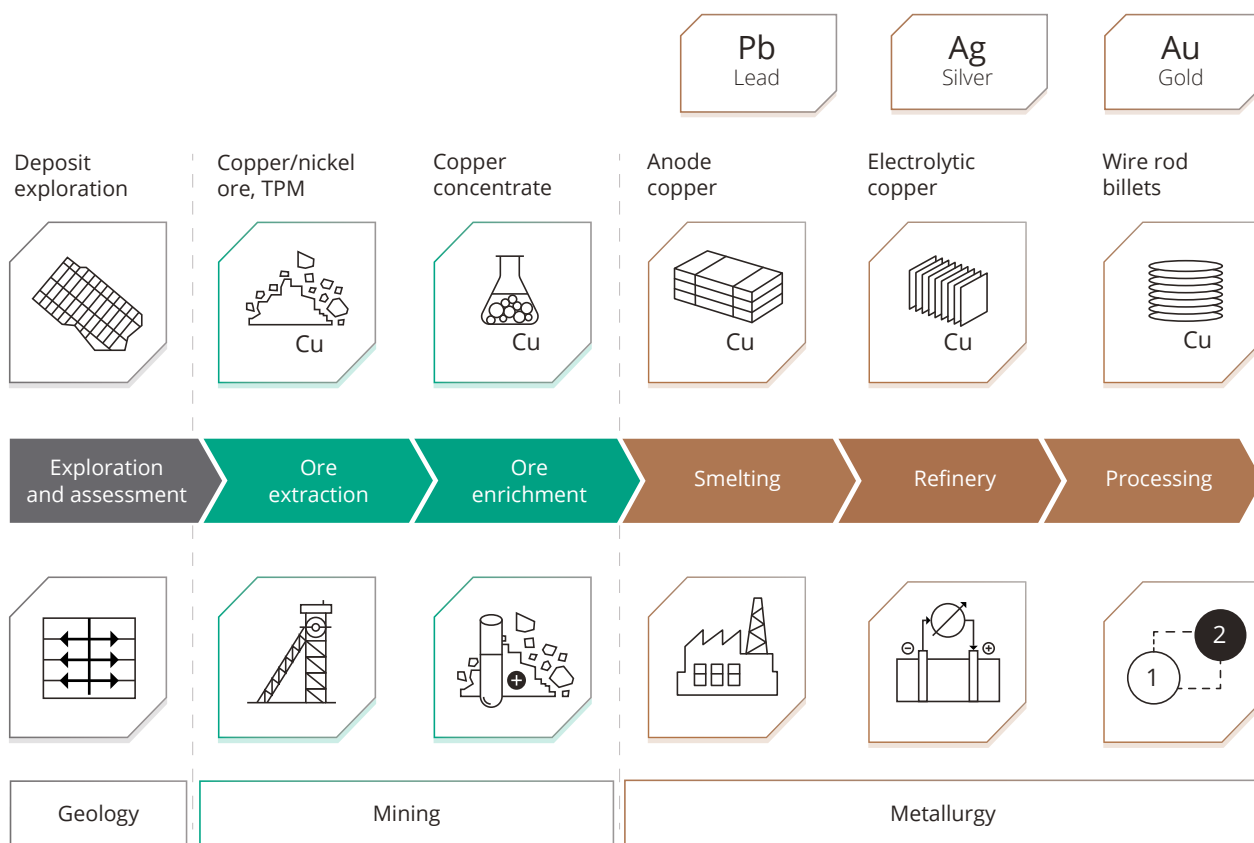 Pb
Lead
Ag
Silver
Au
Gold
Deposit
exploration
Copper/nickel
ore, TPM
Copper
concentrate
Anode
copper
Electrolytic
copper
Wire rod
billets
Cu
Cu
Cu
Cu
Cu
Exploration
and assessment
Ore
extraction
Ore
enrichment
Smelting
Refinery
Processing
+
−
+
1
2
Geology
Mining
Metallurgy